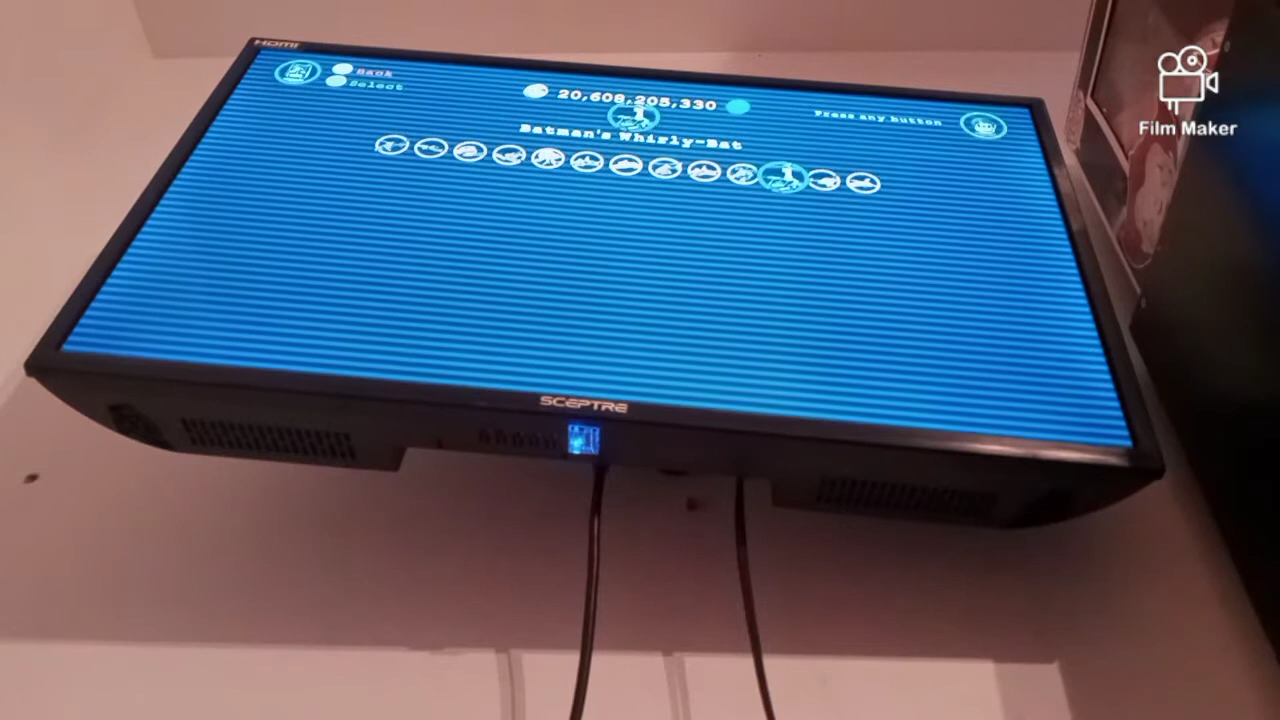 HDMI
Back
Select
20,608,205,330
Press any button
Batman's Whirly-Bat
SCEPTRE
Film Maker